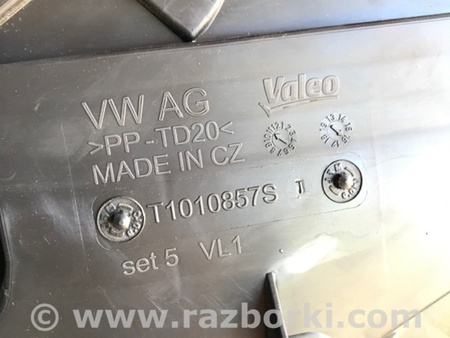 VW AG
Valeo
>PP-TD20<
MADE IN CZ
T1010857S
set 5 VL1
© www.razborki.com